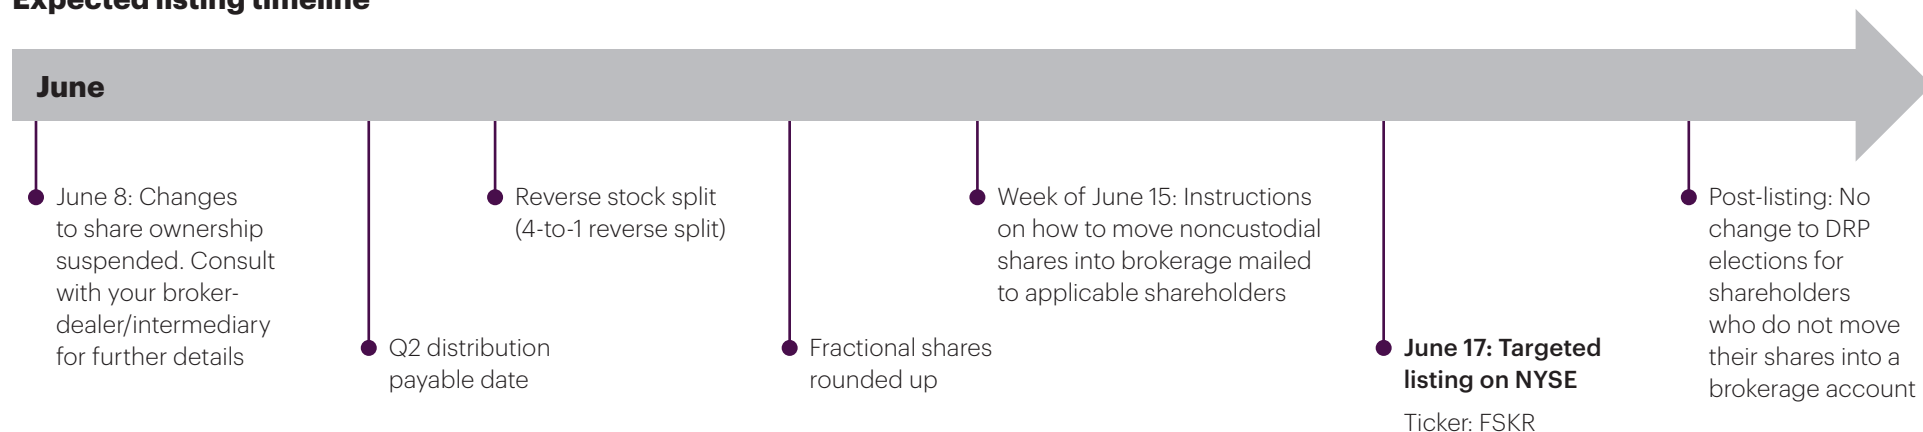 Expected listing timeline
June
June 8: Changes
to share ownership
suspended. Consult
with your broker-
dealer/intermediary
for further details
Q2 distribution
payable date
Reverse stock split
(4-to-1 reverse split)
Fractional shares
rounded up
Week of June 15: Instructions
on how to move noncustodial
shares into brokerage mailed
to applicable shareholders
June 17: Targeted
listing on NYSE
Ticker: FSKR
Post-listing: No
change to DRP
elections for
shareholders
who do not move
their shares into a
brokerage account